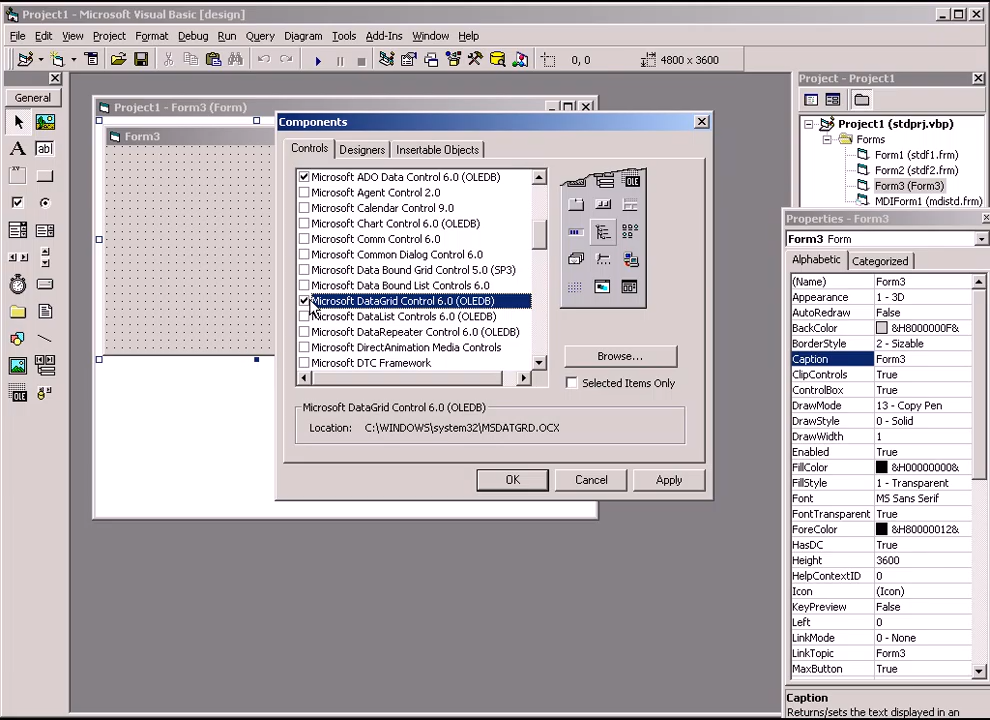 Project1 - Microsoft Visual Basic [design]
File Edit View Project Format Debug Run Query Diagram Tools Add-Ins Window Help
0, 0 4800 x 3600
General
A
ab|
OLE
Project1 - Form3 (Form)
Form3
Components
Controls Designers Insertable Objects
Microsoft ADO Data Control 6.0 (OLEDB)
Microsoft Agent Control 2.0
Microsoft Calendar Control 9.0
Microsoft Chart Control 6.0 (OLEDB)
Microsoft Comm Control 6.0
Microsoft Common Dialog Control 6.0
Microsoft Data Bound Grid Control 5.0 (SP3)
Microsoft Data Bound List Controls 6.0
Microsoft DataGrid Control 6.0 (OLEDB)
Microsoft DataList Controls 6.0 (OLEDB)
Microsoft DataRepeater Control 6.0 (OLEDB)
Microsoft DirectAnimation Media Controls
Microsoft DTC Framework
OLE
Browse...
Selected Items Only
Microsoft DataGrid Control 6.0 (OLEDB)
Location: C:\WINDOWS\system32\MSDATGRD.OCX
OK Cancel Apply
Project - Project1
Project1 (stdprj.vbp)
Forms
Form1 (stdf1.frm)
Form2 (stdf2.frm)
Form3 (Form3)
MDIForm1 (mdistd.frm)
Properties - Form3
Form3 Form
Alphabetic Categorized
(Name) Form3
Appearance 1 - 3D
AutoRedraw False
BackColor &H8000000F&
BorderStyle 2 - Sizable
Caption Form3
ClipControls True
ControlBox True
DrawMode 13 - Copy Pen
DrawStyle 0 - Solid
DrawWidth 1
Enabled True
FillColor &H00000000&
FillStyle 1 - Transparent
Font MS Sans Serif
FontTransparent True
ForeColor &H80000012&
HasDC True
Height 3600
HelpContextID 0
Icon (Icon)
KeyPreview False
Left 0
LinkMode 0 - None
LinkTopic Form3
MaxButton True
Caption
Returns/sets the text displayed in an